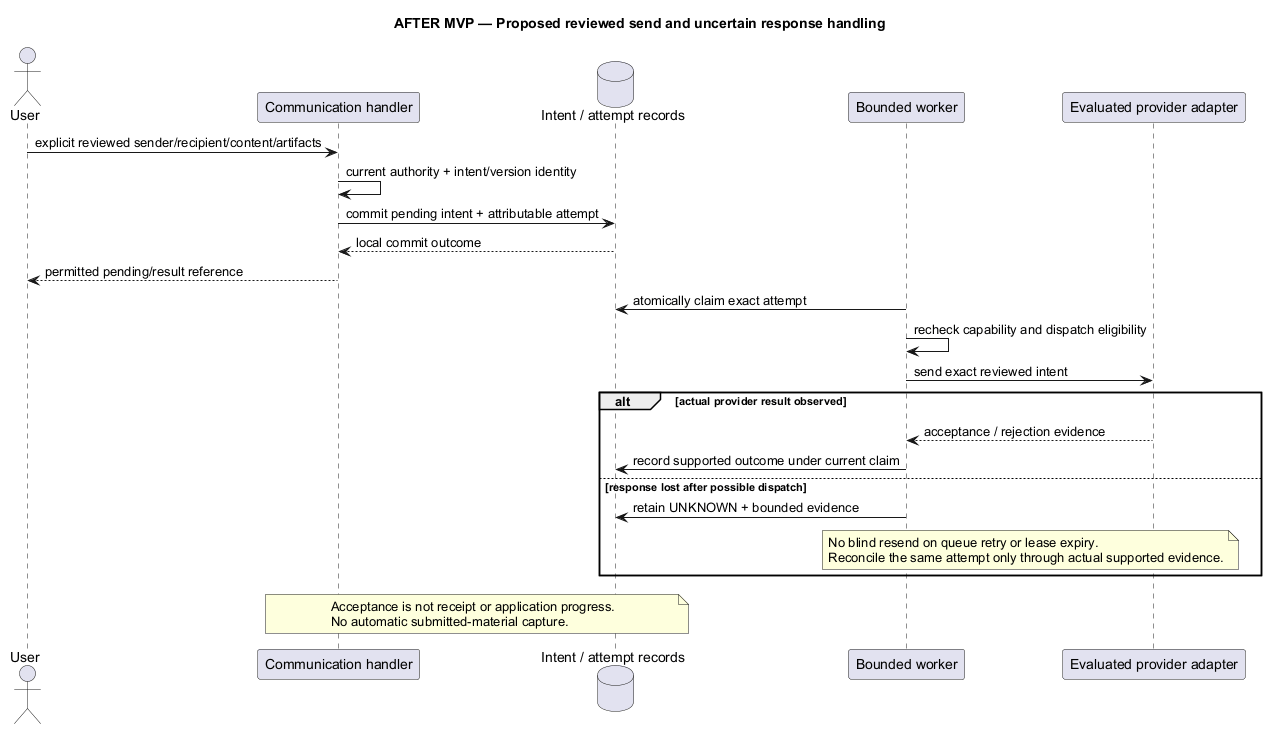 AFTER MVP — Proposed reviewed send and uncertain response handling
User
Communication handler
Intent / attempt records
Bounded worker
Evaluated provider adapter
explicit reviewed sender/recipient/content/artifacts
current authority + intent/version identity
commit pending intent + attributable attempt
local commit outcome
permitted pending/result reference
atomically claim exact attempt
recheck capability and dispatch eligibility
send exact reviewed intent
alt
[actual provider result observed]
acceptance / rejection evidence
record supported outcome under current claim
[response lost after possible dispatch]
retain UNKNOWN + bounded evidence
No blind resend on queue retry or lease expiry.
Reconcile the same attempt only through actual supported evidence.
Acceptance is not receipt or application progress.
No automatic submitted-material capture.
User
Communication handler
Intent / attempt records
Bounded worker
Evaluated provider adapter